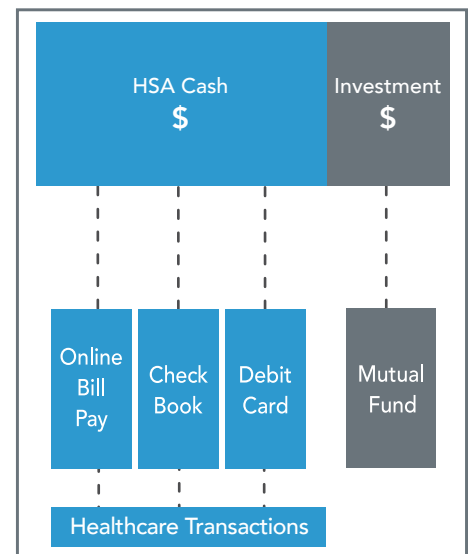 HSA Cash
$
Investment
$
Online
Bill
Pay
Check
Book
Debit
Card
Mutual
Fund
Healthcare Transactions